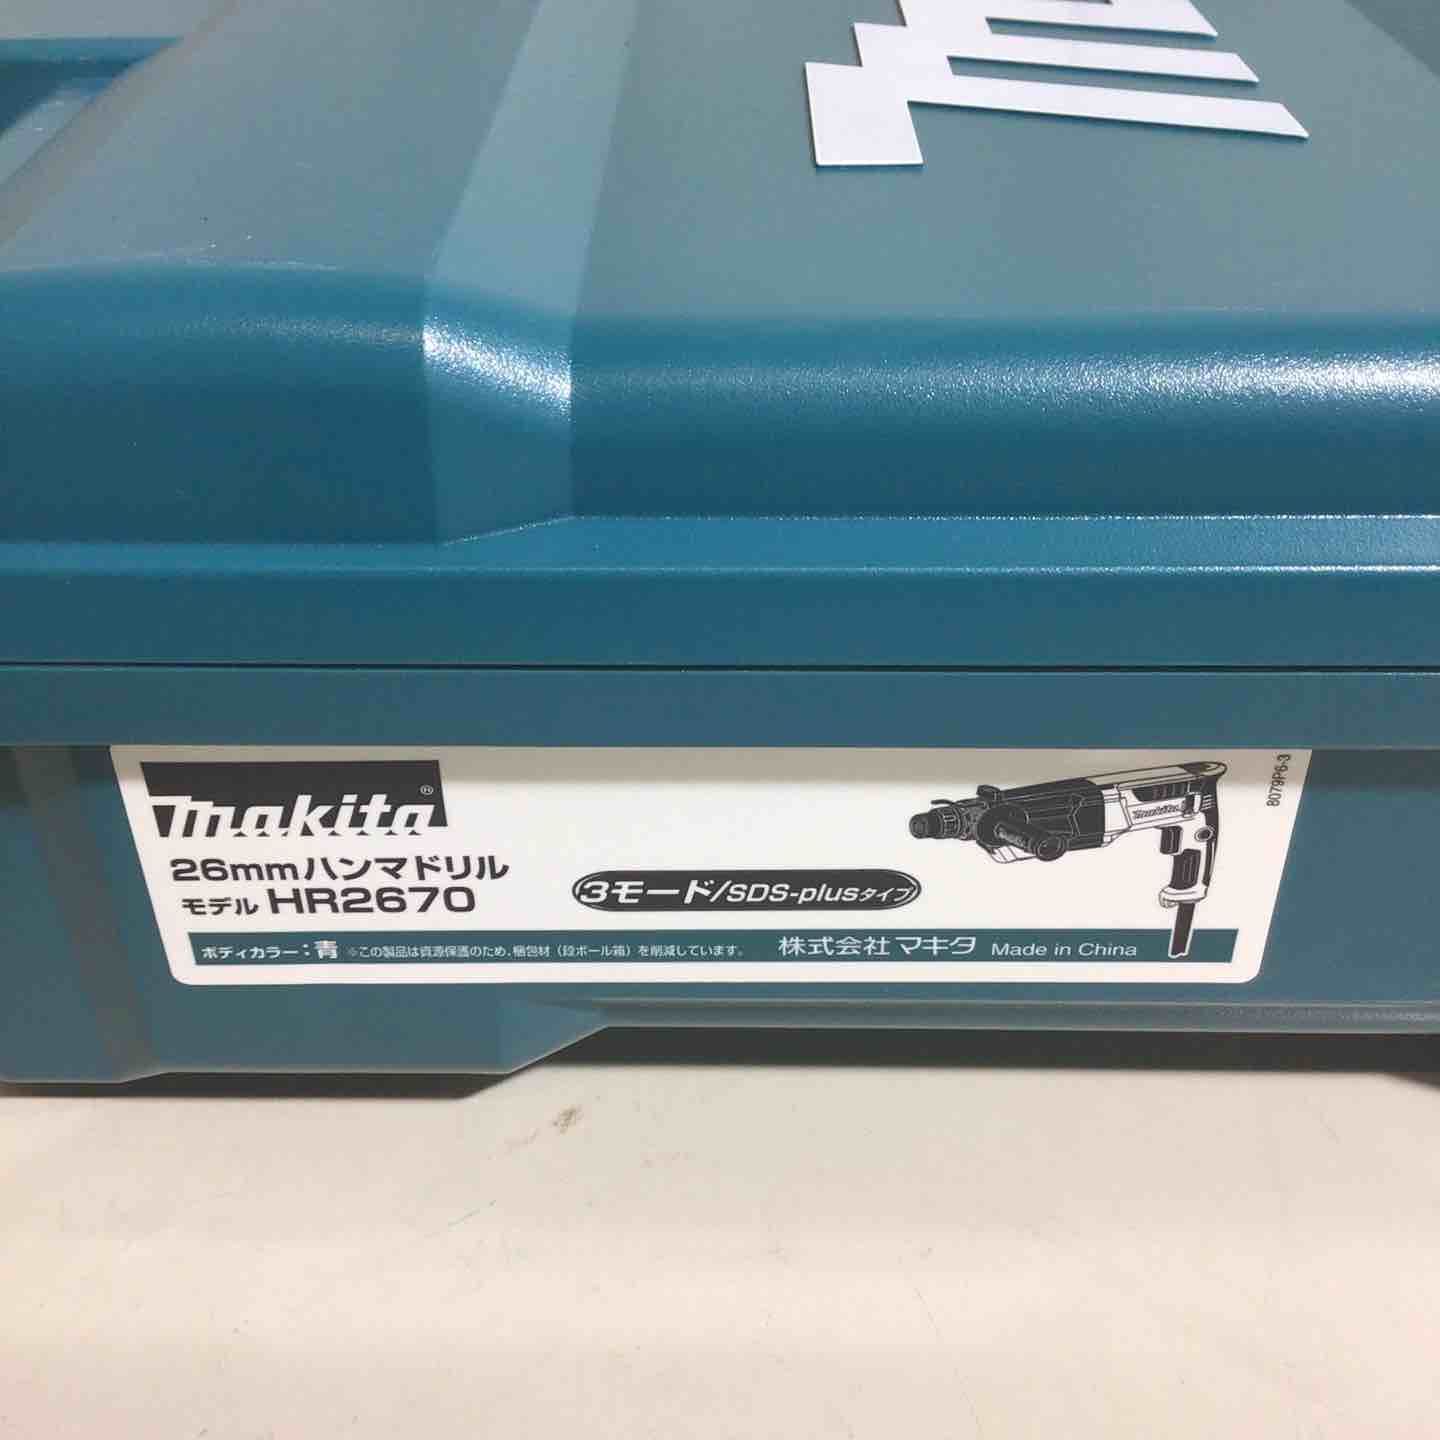 makita®
26mmハンマドリル
モデル HR2670
3モード/SDS-plusタイプ
makita
8079P6-3
ボディカラー：青 ※この製品は資源保護のため、梱包材（段ボール箱）を削減しています。 株式会社マキタ Made in China